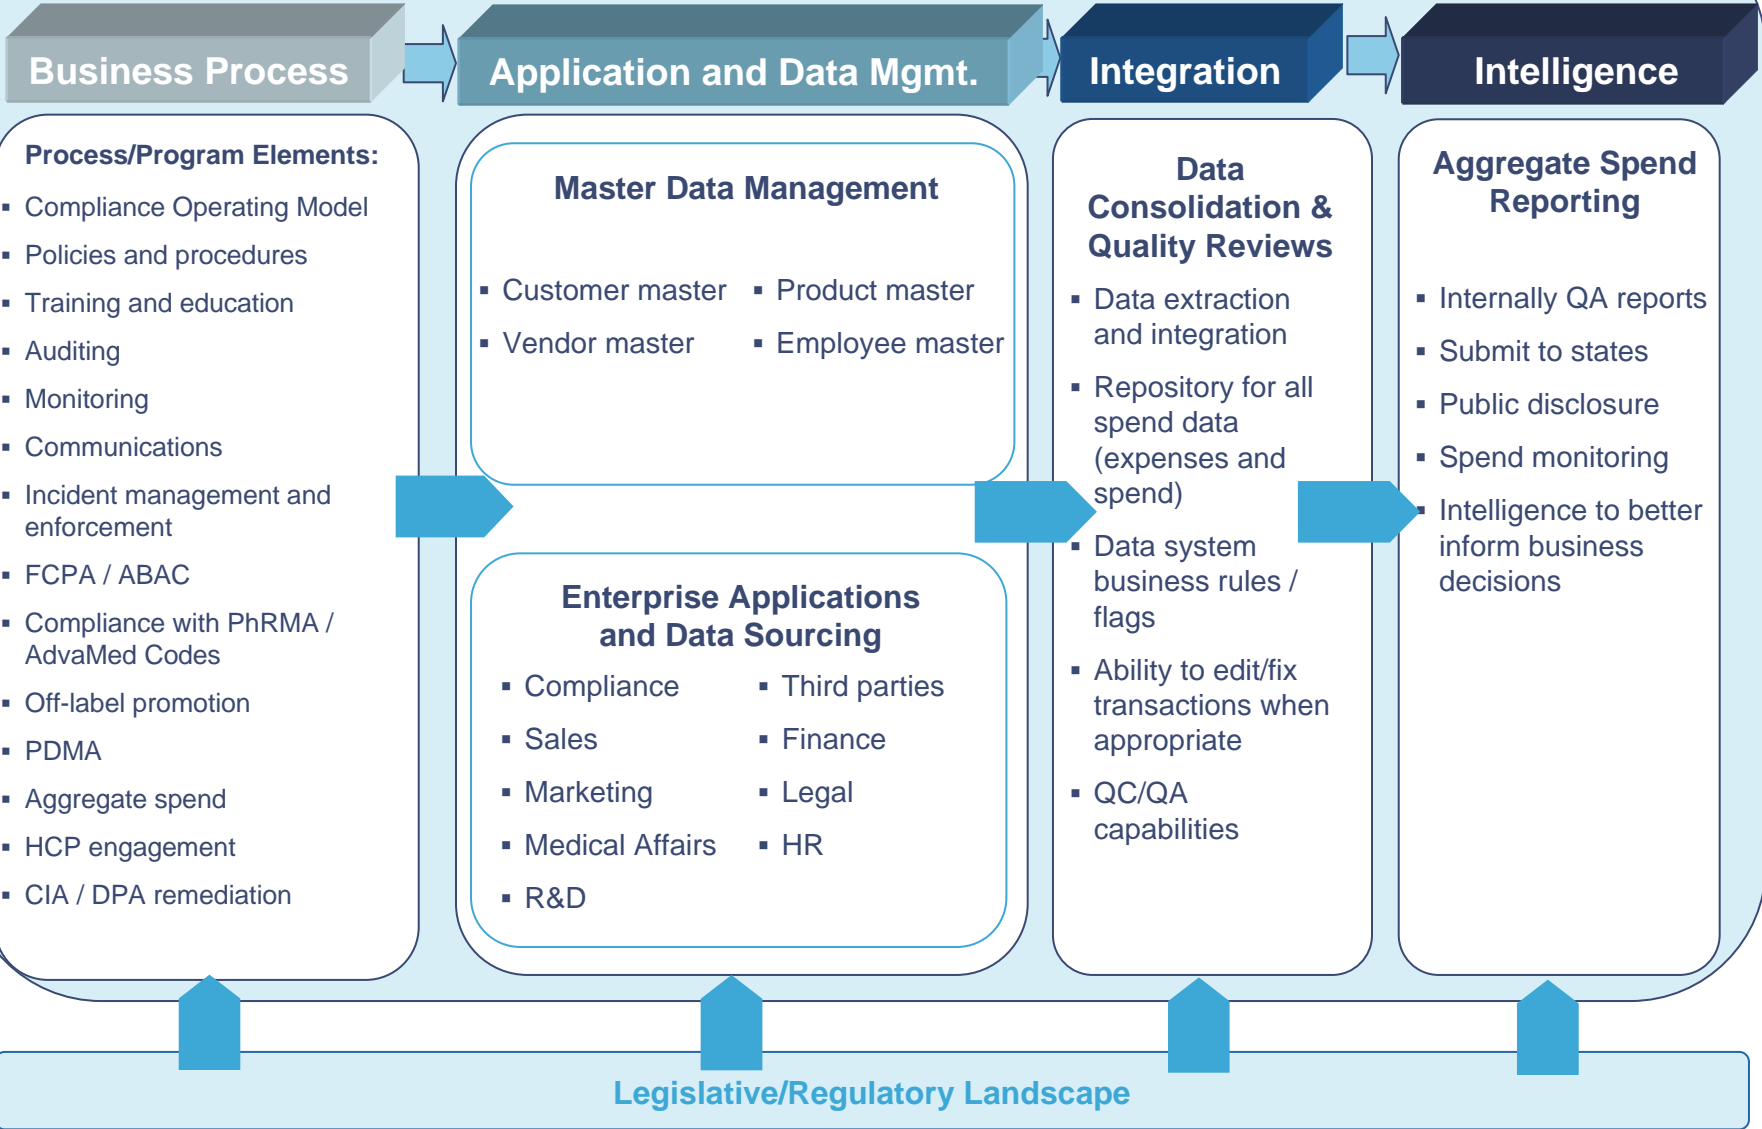 Business Process
Application and Data Mgmt.
Integration
Intelligence
Process/Program Elements:
▪ Compliance Operating Model
▪ Policies and procedures
▪ Training and education
▪ Auditing
▪ Monitoring
▪ Communications
▪ Incident management and
enforcement
▪ FCPA / ABAC
▪ Compliance with PhRMA /
AdvaMed Codes
▪ Off-label promotion
▪ PDMA
▪ Aggregate spend
▪ HCP engagement
▪ CIA / DPA remediation
Master Data Management
▪ Customer master
▪ Vendor master
▪ Product master
▪ Employee master
Enterprise Applications
and Data Sourcing
▪ Compliance
▪ Sales
▪ Marketing
▪ Medical Affairs
▪ R&D
▪ Third parties
▪ Finance
▪ Legal
▪ HR
Data
Consolidation &
Quality Reviews
▪ Data extraction
and integration
▪ Repository for all
spend data
(expenses and
spend)
▪ Data system
business rules /
flags
▪ Ability to edit/fix
transactions when
appropriate
▪ QC/QA
capabilities
Aggregate Spend
Reporting
▪ Internally QA reports
▪ Submit to states
▪ Public disclosure
▪ Spend monitoring
▪ Intelligence to better
inform business
decisions
Legislative/Regulatory Landscape